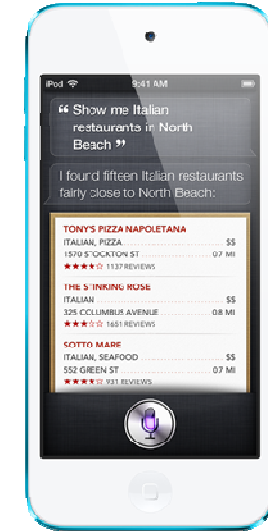 iPod 9:41 AM
“ Show me Italian
restaurants in North
Beach ”
I found fifteen Italian restaurants
fairly close to North Beach:
TONY'S PIZZA NAPOLETANA
ITALIAN, PIZZA $$
1570 STOCKTON ST 0.7 MI
1137 REVIEWS
THE STINKING ROSE
ITALIAN $$
325 COLUMBUS AVENUE 0.8 MI
1651 REVIEWS
SOTTO MARE
ITALIAN, SEAFOOD $$
552 GREEN ST 0.7 MI
931 REVIEWS